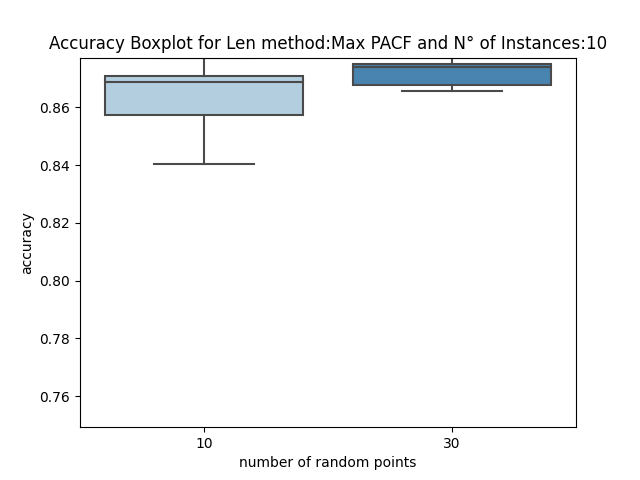 Accuracy Boxplot for Len method:Max PACF and N° of Instances:10
accuracy
0.86
0.84
0.82
0.80
0.78
0.76
10 30
number of random points